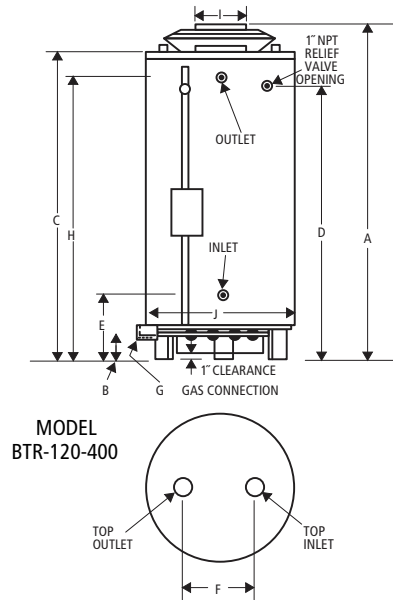 I
1˝ NPT
RELIEF
VALVE
OPENING
OUTLET
C
H
D
A
INLET
E
J
B
G
1˝ CLEARANCE
GAS CONNECTION
MODEL
BTR-120-400
TOP
OUTLET
TOP
INLET
F